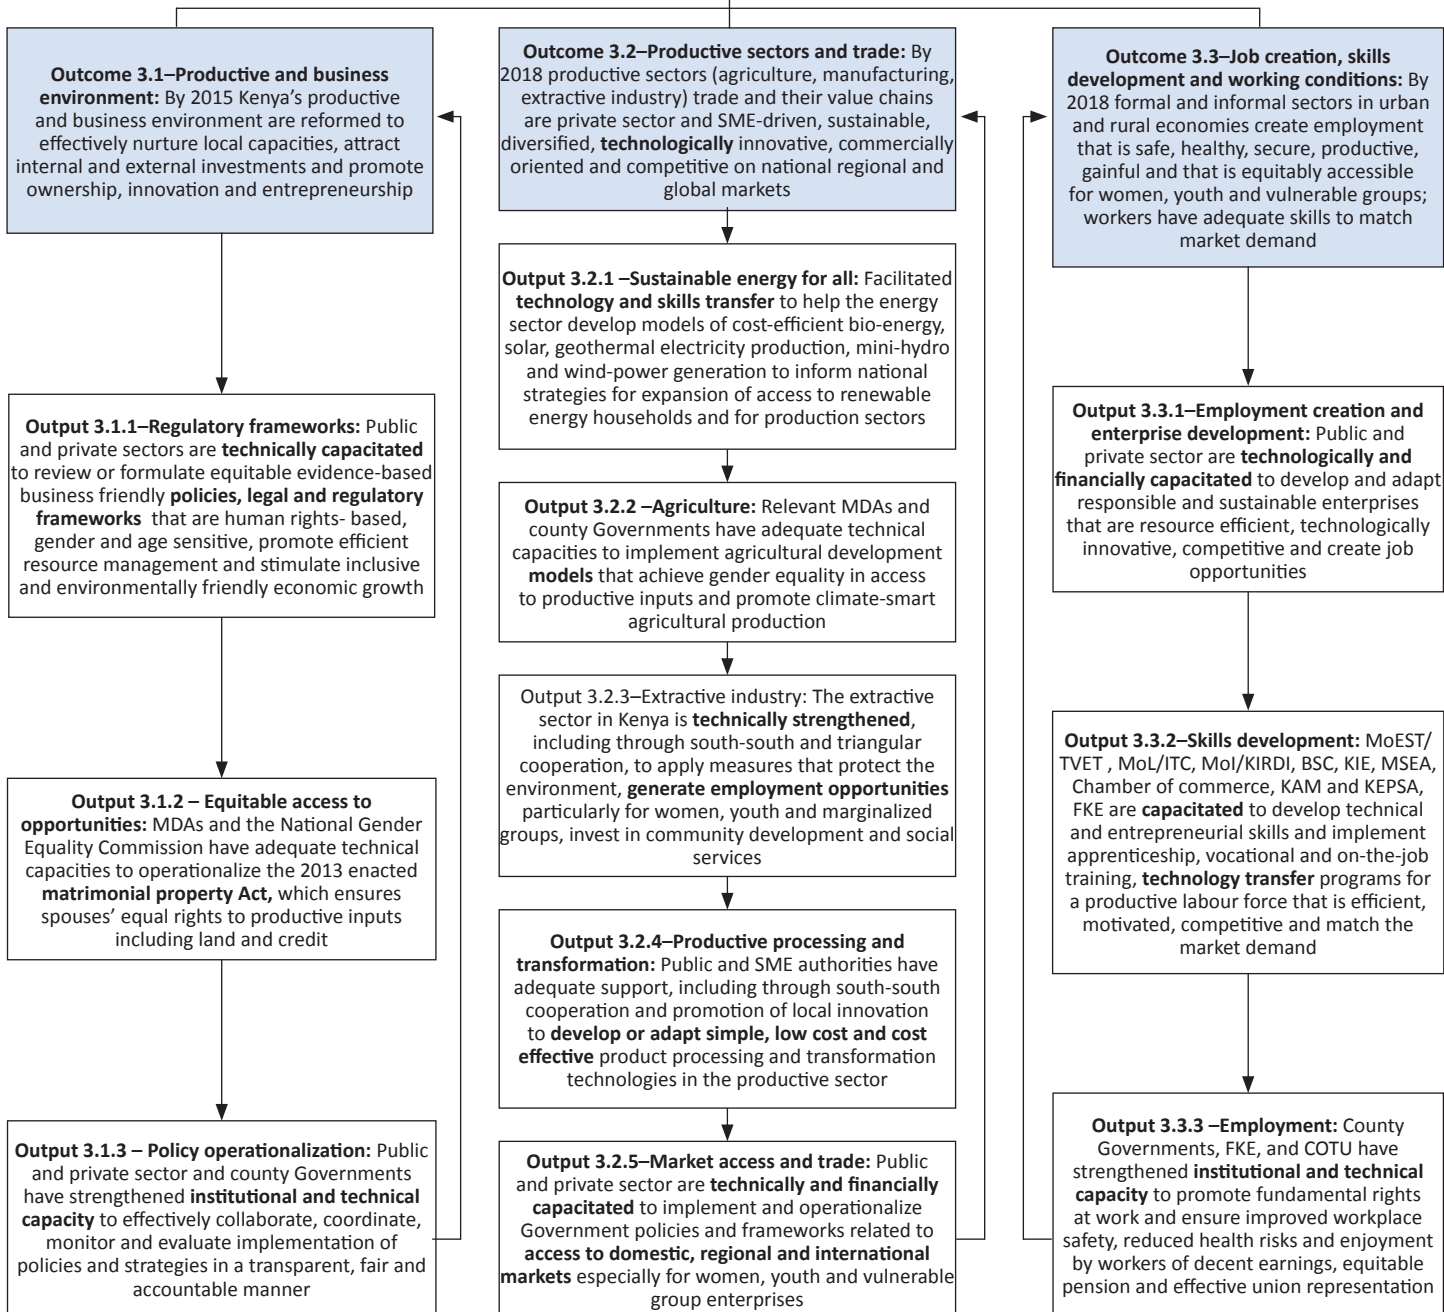 Outcome 3.1–Productive and business
environment: By 2015 Kenya's productive
and business environment are reformed to
effectively nurture local capacities, attract
internal and external investments and promote
ownership, innovation and entrepreneurship
Output 3.1.1–Regulatory frameworks: Public
and private sectors are technically capacitated
to review or formulate equitable evidence-based
business friendly policies, legal and regulatory
frameworks that are human rights- based,
gender and age sensitive, promote efficient
resource management and stimulate inclusive
and environmentally friendly economic growth
Output 3.1.2 – Equitable access to
opportunities: MDAs and the National Gender
Equality Commission have adequate technical
capacities to operationalize the 2013 enacted
matrimonial property Act, which ensures
spouses' equal rights to productive inputs
including land and credit
Output 3.1.3 – Policy operationalization: Public
and private sector and county Governments
have strengthened institutional and technical
capacity to effectively collaborate, coordinate,
monitor and evaluate implementation of
policies and strategies in a transparent, fair and
accountable manner
Outcome 3.2–Productive sectors and trade: By
2018 productive sectors (agriculture, manufacturing,
extractive industry) trade and their value chains
are private sector and SME-driven, sustainable,
diversified, technologically innovative, commercially
oriented and competitive on national regional and
global markets
Output 3.2.1 –Sustainable energy for all: Facilitated
technology and skills transfer to help the energy
sector develop models of cost-efficient bio-energy,
solar, geothermal electricity production, mini-hydro
and wind-power generation to inform national
strategies for expansion of access to renewable
energy households and for production sectors
Output 3.2.2 –Agriculture: Relevant MDAs and
county Governments have adequate technical
capacities to implement agricultural development
models that achieve gender equality in access
to productive inputs and promote climate-smart
agricultural production
Output 3.2.3–Extractive industry: The extractive
sector in Kenya is technically strengthened,
including through south-south and triangular
cooperation, to apply measures that protect the
environment, generate employment opportunities
particularly for women, youth and marginalized
groups, invest in community development and social
services
Output 3.2.4–Productive processing and
transformation: Public and SME authorities have
adequate support, including through south-south
cooperation and promotion of local innovation
to develop or adapt simple, low cost and cost
effective product processing and transformation
technologies in the productive sector
Output 3.2.5–Market access and trade: Public
and private sector are technically and financially
capacitated to implement and operationalize
Government policies and frameworks related to
access to domestic, regional and international
markets especially for women, youth and vulnerable
group enterprises
Outcome 3.3–Job creation, skills
development and working conditions: By
2018 formal and informal sectors in urban
and rural economies create employment
that is safe, healthy, secure, productive,
gainful and that is equitably accessible
for women, youth and vulnerable groups;
workers have adequate skills to match
market demand
Output 3.3.1–Employment creation and
enterprise development: Public and
private sector are technologically and
financially capacitated to develop and adapt
responsible and sustainable enterprises
that are resource efficient, technologically
innovative, competitive and create job
opportunities
Output 3.3.2–Skills development: MoEST/
TVET , MoL/ITC, MoI/KIRDI, BSC, KIE, MSEA,
Chamber of commerce, KAM and KEPSA,
FKE are capacitated to develop technical
and entrepreneurial skills and implement
apprenticeship, vocational and on-the-job
training, technology transfer programs for
a productive labour force that is efficient,
motivated, competitive and match the
market demand
Output 3.3.3 –Employment: County
Governments, FKE, and COTU have
strengthened institutional and technical
capacity to promote fundamental rights
at work and ensure improved workplace
safety, reduced health risks and enjoyment
by workers of decent earnings, equitable
pension and effective union representation